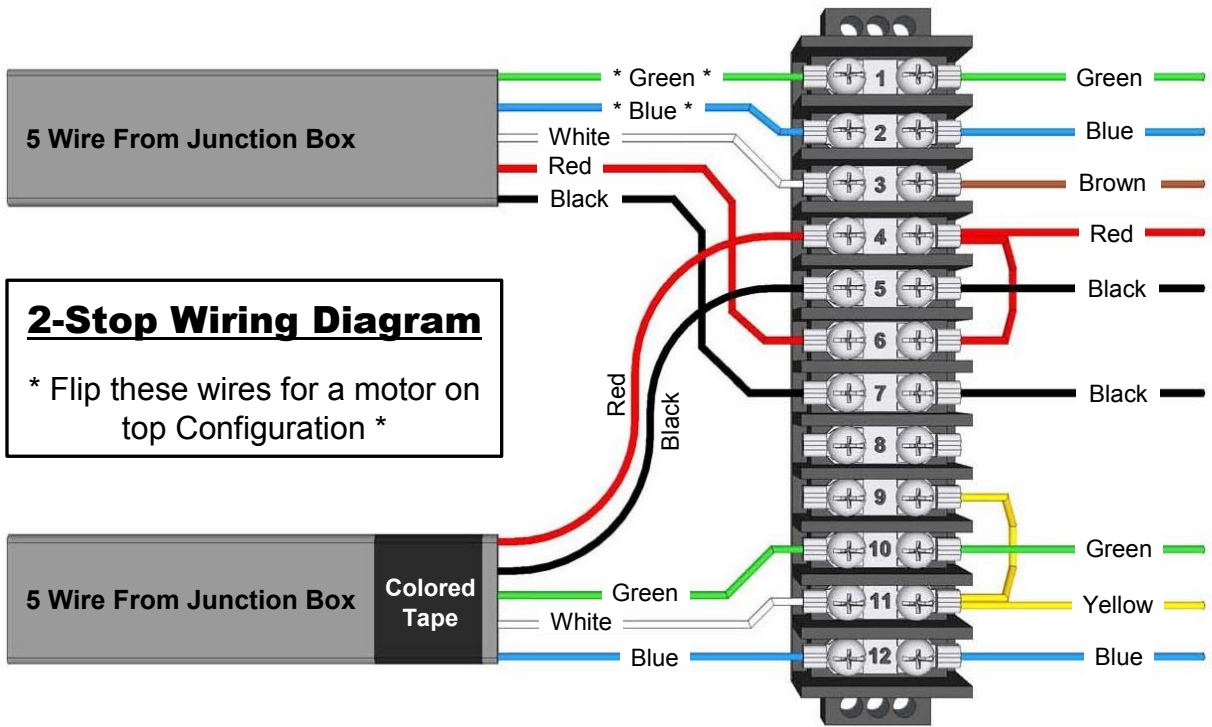 * Green *
1
Green
5 Wire From Junction Box
* Blue *
2
Blue
White
3
Brown
Red
Black
4
Red
2-Stop Wiring Diagram
* Flip these wires for a motor on
top Configuration *
5
Black
6
Red
Black
7
Black
8
9
10
Green
5 Wire From Junction Box
Colored
Tape
Green
11
Yellow
White
Blue
12
Blue